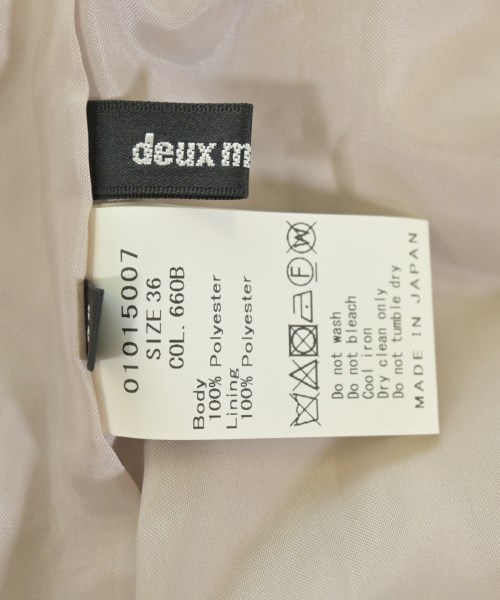 deux m
01015007
SIZE 36
COL. 660B
Body
100% Polyester
Lining
100% Polyester
F W
Do not wash
Do not bleach
Cool iron
Dry clean only
Do not tumble dry
MADE IN JAPAN